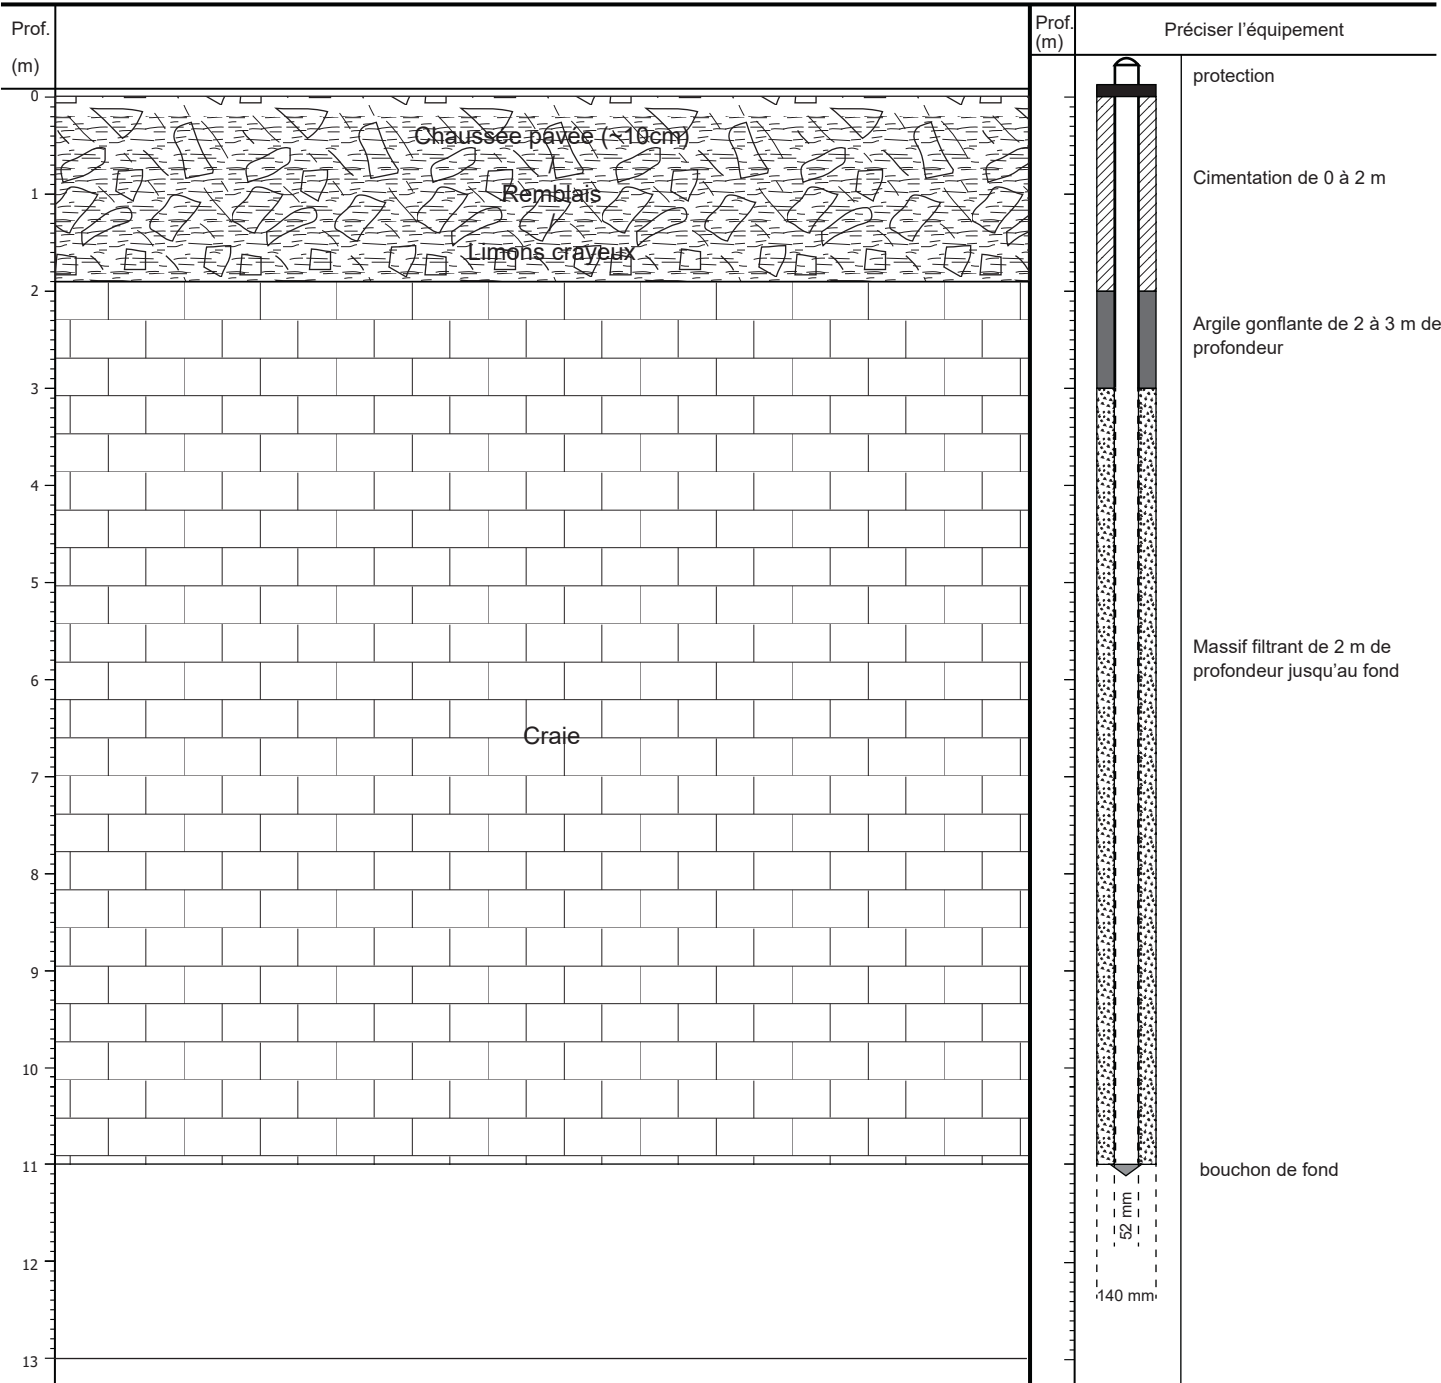 Prof.
(m)
Prof.
(m)
Préciser l'équipement
protection
0
Chaussée pavée (~10cm)
/
Cimentation de 0 à 2 m
1
Remblais
/
Limons crayeux
2
Argile gonflante de 2 à 3 m de
profondeur
3
4
5
Massif filtrant de 2 m de
profondeur jusqu'au fond
6
Craie
7
8
9
10
11
bouchon de fond
52 mm
12
140 mm
13